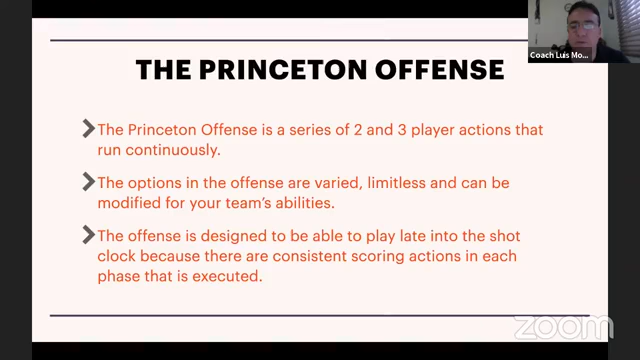 Coach Luis Mo...
THE PRINCETON OFFENSE
The Princeton Offense is a series of 2 and 3 player actions that
run continuously.
The options in the offense are varied, limitless and can be
modified for your team's abilities.
The offense is designed to be able to play late into the shot
clock because there are consistent scoring actions in each
phase that is executed.
zoom